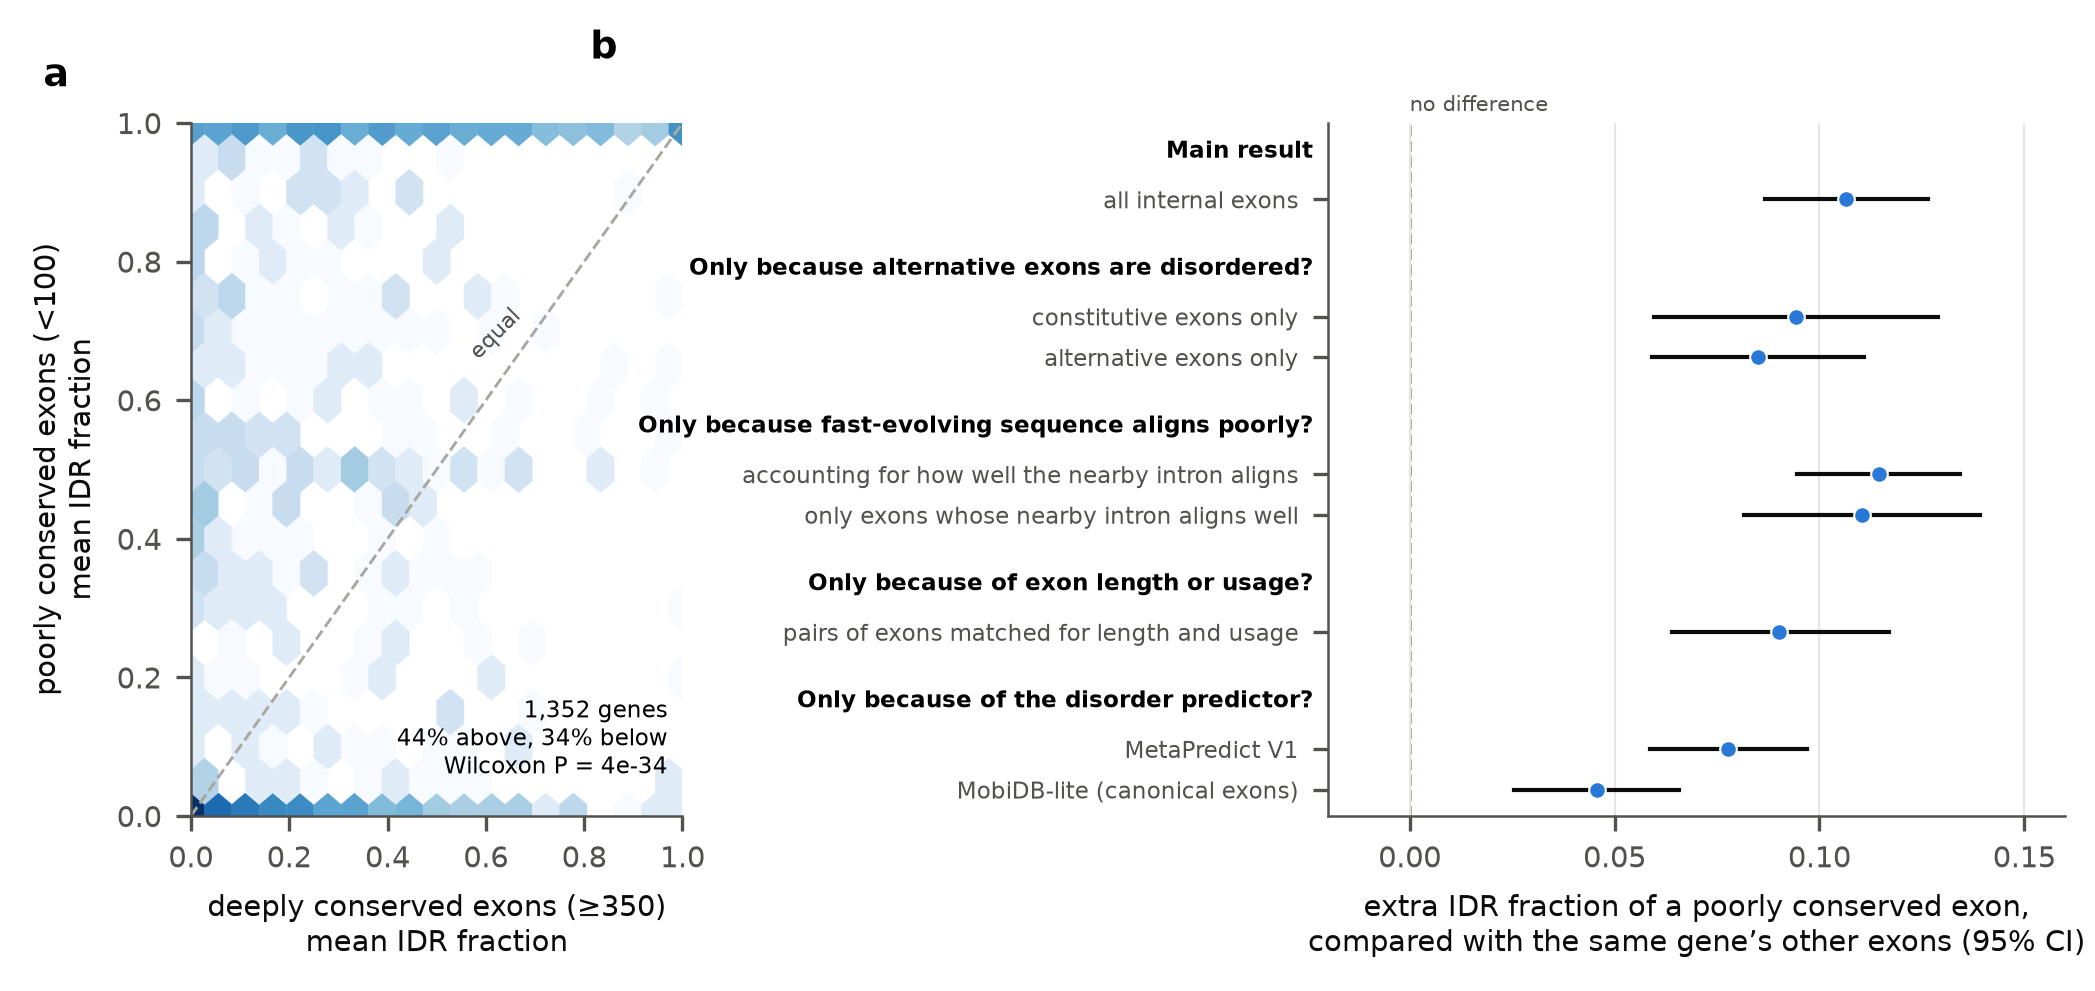 a
1.0
0.8
0.6
0.4
0.2
0.0
poorly conserved exons (<100)
mean IDR fraction
equal
1,352 genes
44% above, 34% below
Wilcoxon P = 4e-34
0.0 0.2 0.4 0.6 0.8 1.0
deeply conserved exons (≥350)
mean IDR fraction
b
no difference
Main result
all internal exons
Only because alternative exons are disordered?
constitutive exons only
alternative exons only
Only because fast-evolving sequence aligns poorly?
accounting for how well the nearby intron aligns
only exons whose nearby intron aligns well
Only because of exon length or usage?
pairs of exons matched for length and usage
Only because of the disorder predictor?
MetaPredict V1
MobiDB-lite (canonical exons)
0.00 0.05 0.10 0.15
extra IDR fraction of a poorly conserved exon,
compared with the same gene’s other exons (95% CI)